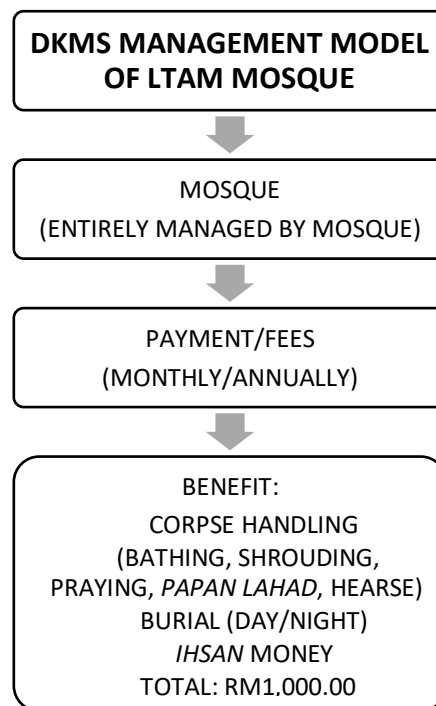 DKMS MANAGEMENT MODEL
OF LTAM MOSQUE
MOSQUE
(ENTIRELY MANAGED BY MOSQUE)
PAYMENT/FEES
(MONTHLY/ANNUALLY)
BENEFIT:
CORPSE HANDLING
(BATHING, SHROUDING,
PRAYING, PAPAN LAHAD, HEARSE)
BURIAL (DAY/NIGHT)
IHSAN MONEY
TOTAL: RM1,000.00